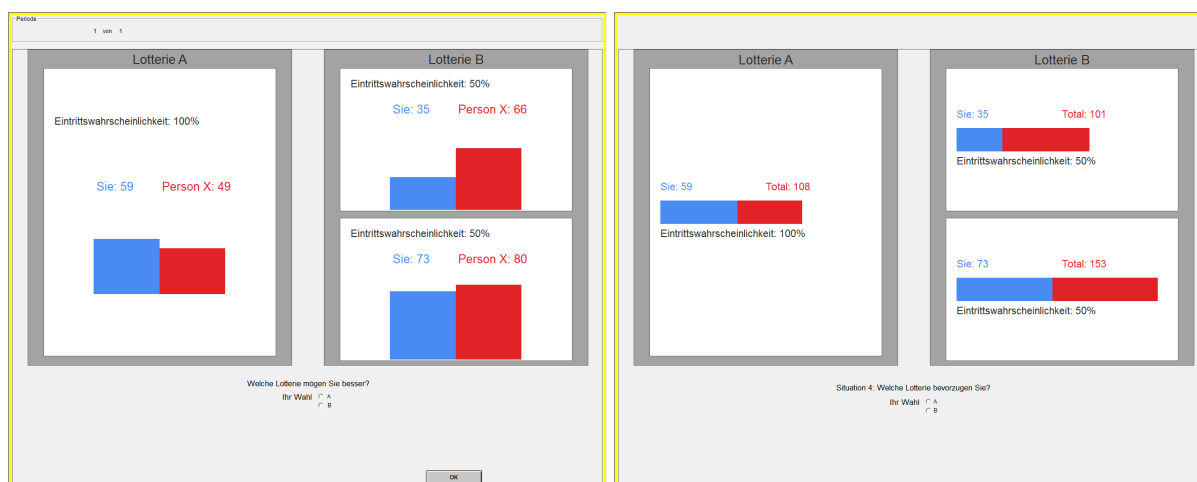 Periode
1 von 1
Lotterie A
Eintrittswahrscheinlichkeit: 100%
Sie: 59 Person X: 49
Lotterie B
Eintrittswahrscheinlichkeit: 50%
Sie: 35 Person X: 66
Eintrittswahrscheinlichkeit: 50%
Sie: 73 Person X: 80
Welche Lotterie mögen Sie besser?
Ihr Wahl A
B
OK
Lotterie A
Sie: 59 Total: 108
Eintrittswahrscheinlichkeit: 100%
Lotterie B
Sie: 35 Total: 101
Eintrittswahrscheinlichkeit: 50%
Sie: 73 Total: 153
Eintrittswahrscheinlichkeit: 50%
Situation 4: Welche Lotterie bevorzugen Sie?
Ihr Wahl A
B